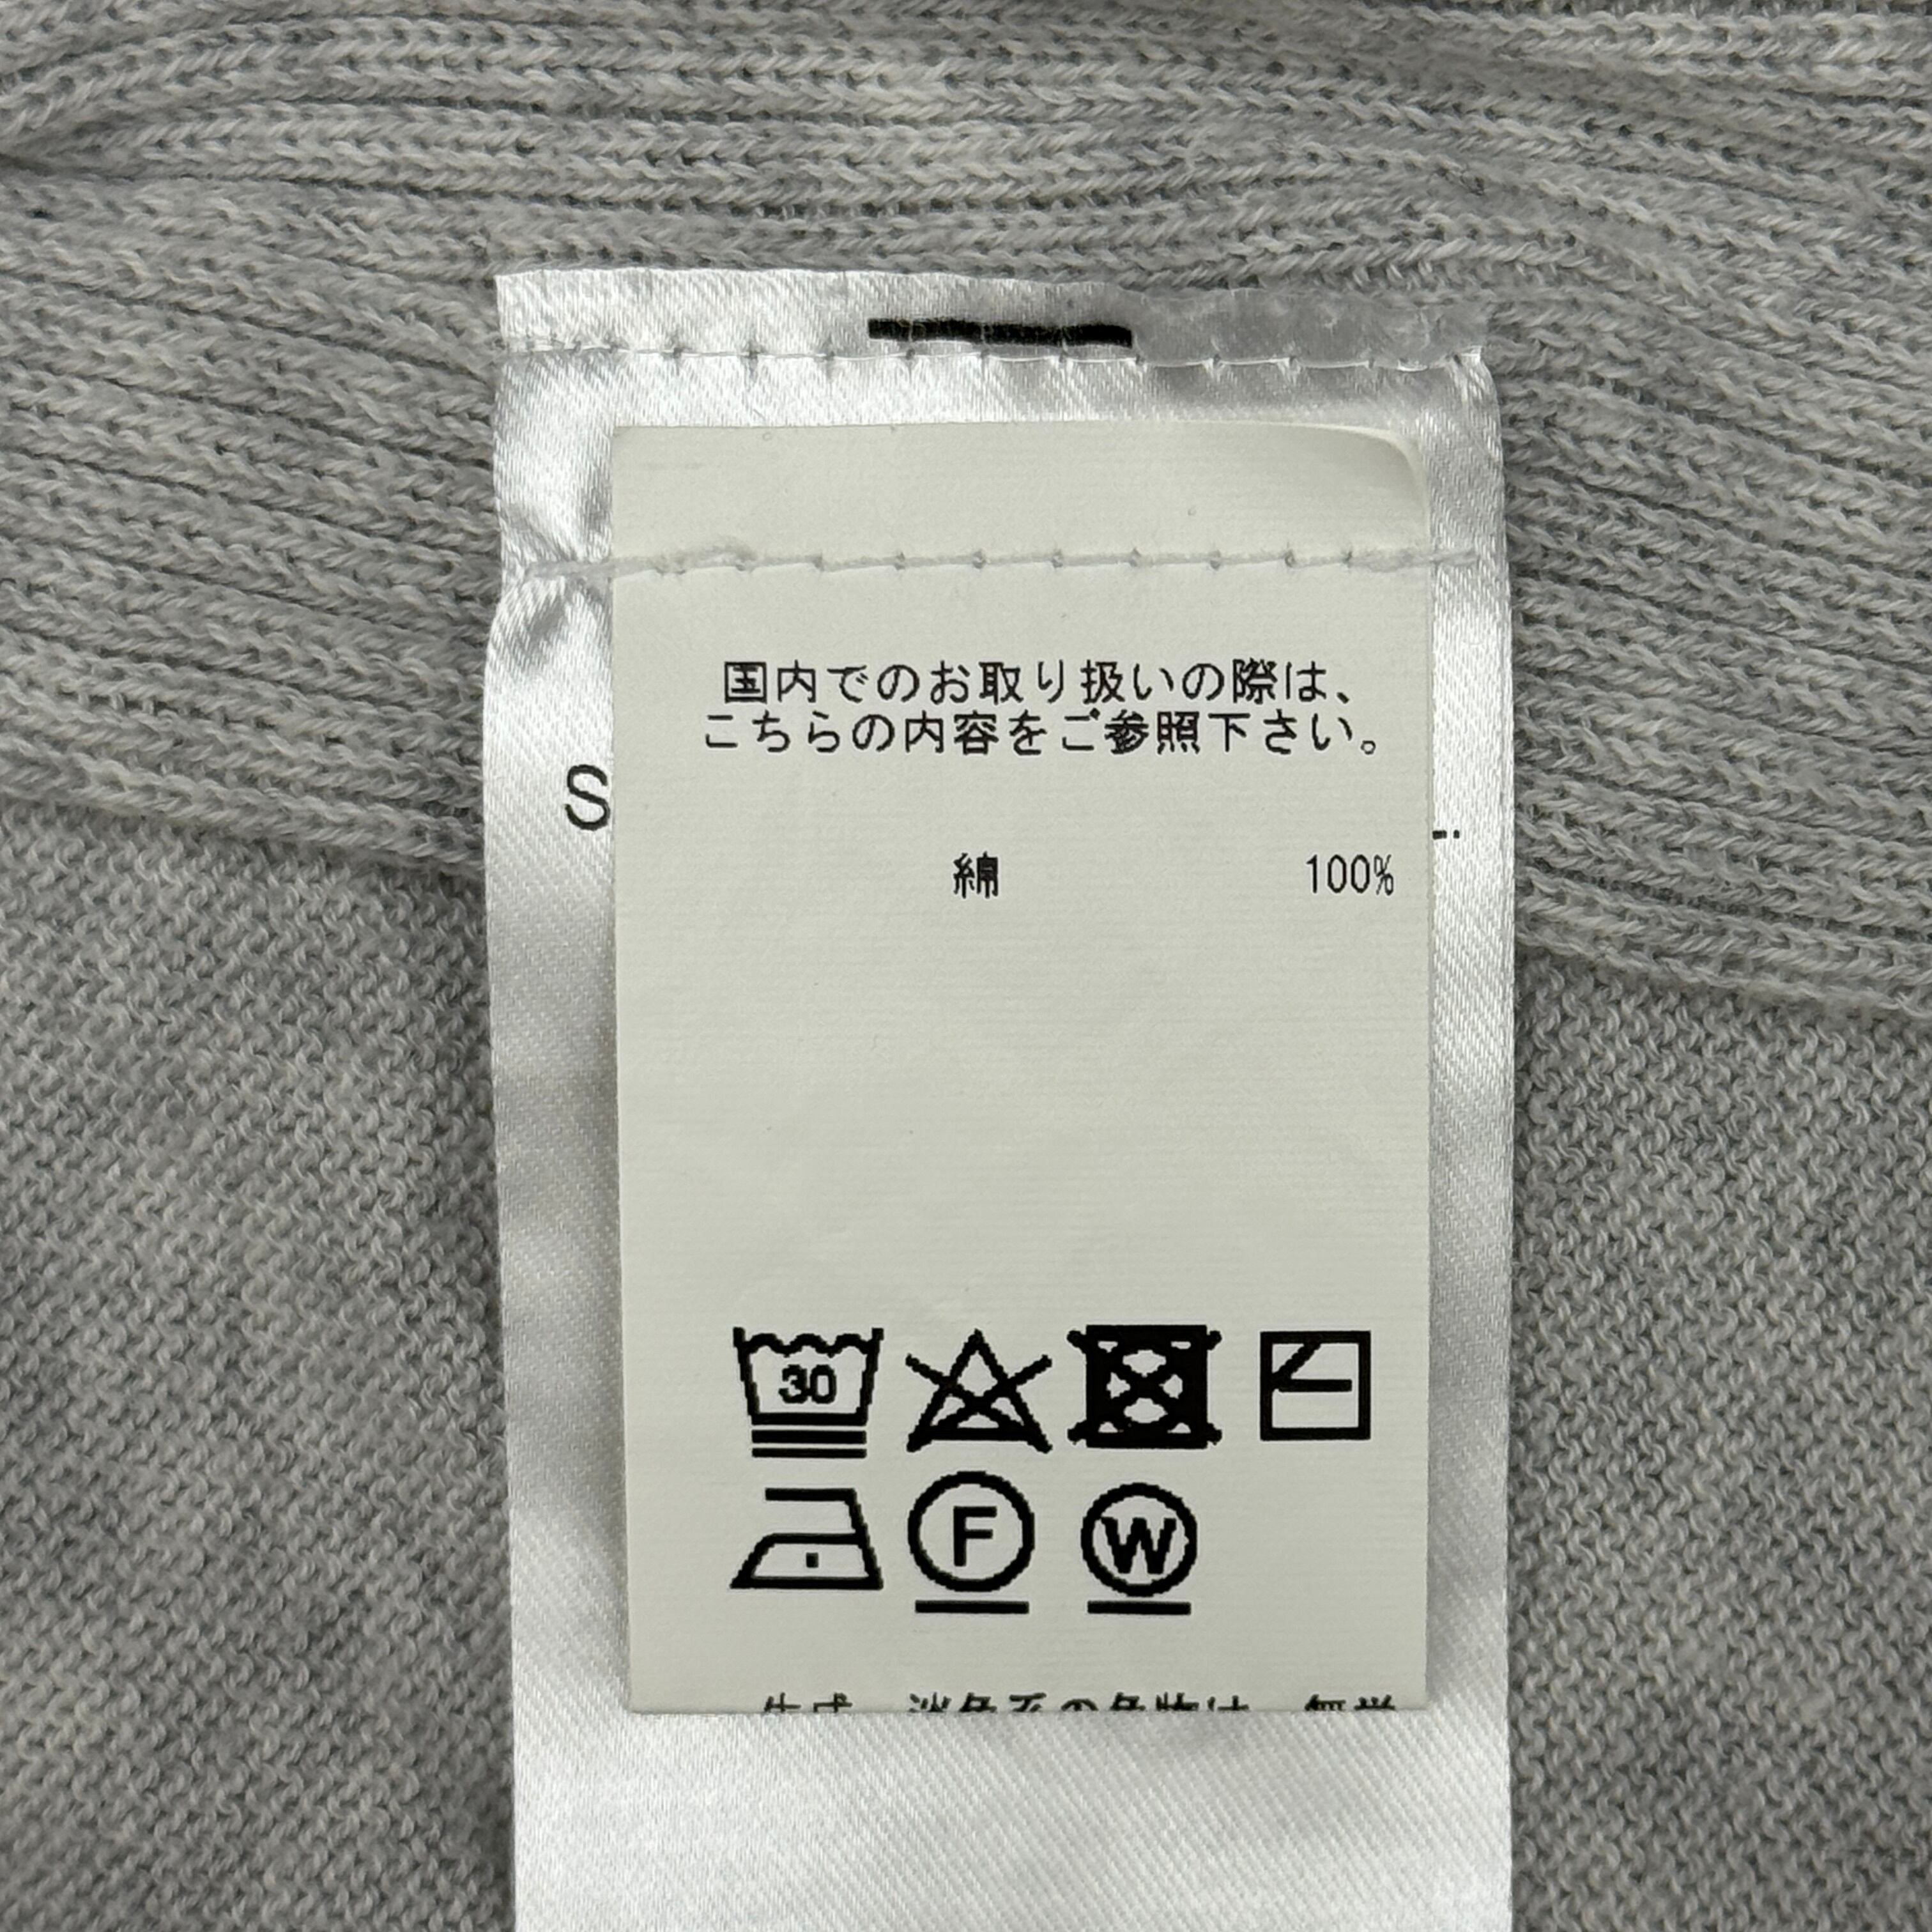 国内でのお取り扱いの際は、
こちらの内容をご参照下さい。
S
綿 100%
30
F W